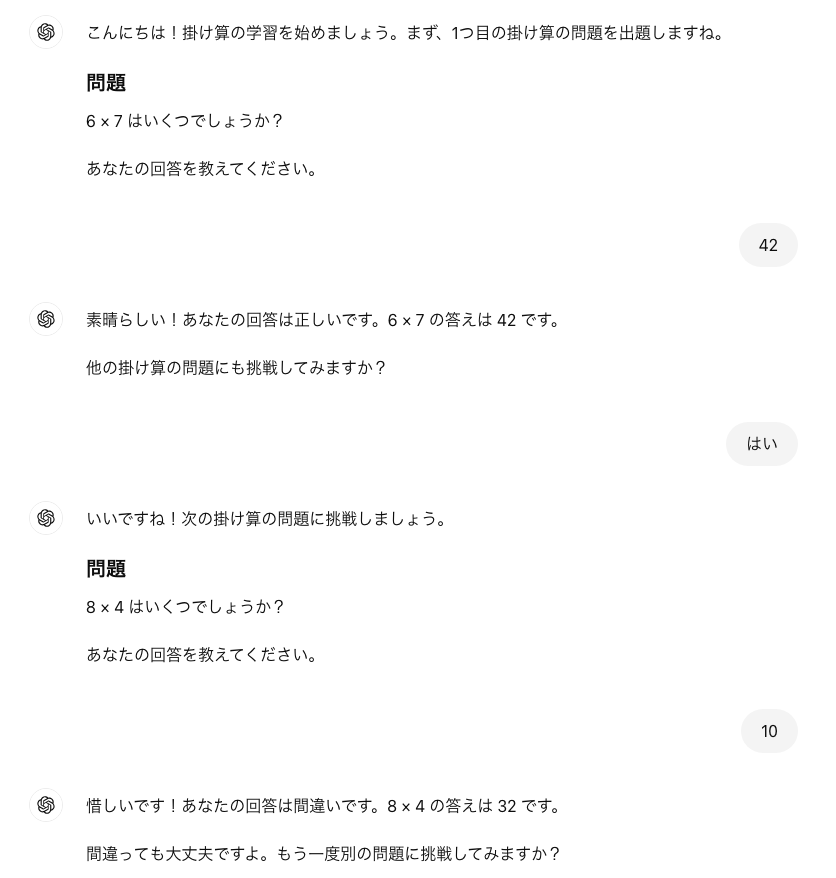 こんにちは！掛け算の学習を始めましょう。まず、1つ目の掛け算の問題を出題しますね。
問題
6 × 7 はいくつでしょうか？
あなたの回答を教えてください。
42
素晴らしい！あなたの回答は正しいです。6 × 7 の答えは 42 です。
他の掛け算の問題にも挑戦してみますか？
はい
いいですね！次の掛け算の問題に挑戦しましょう。
問題
8 × 4 はいくつでしょうか？
あなたの回答を教えてください。
10
惜しいです！あなたの回答は間違いです。8 × 4 の答えは 32 です。
間違っても大丈夫ですよ。もう一度別の問題に挑戦してみますか？